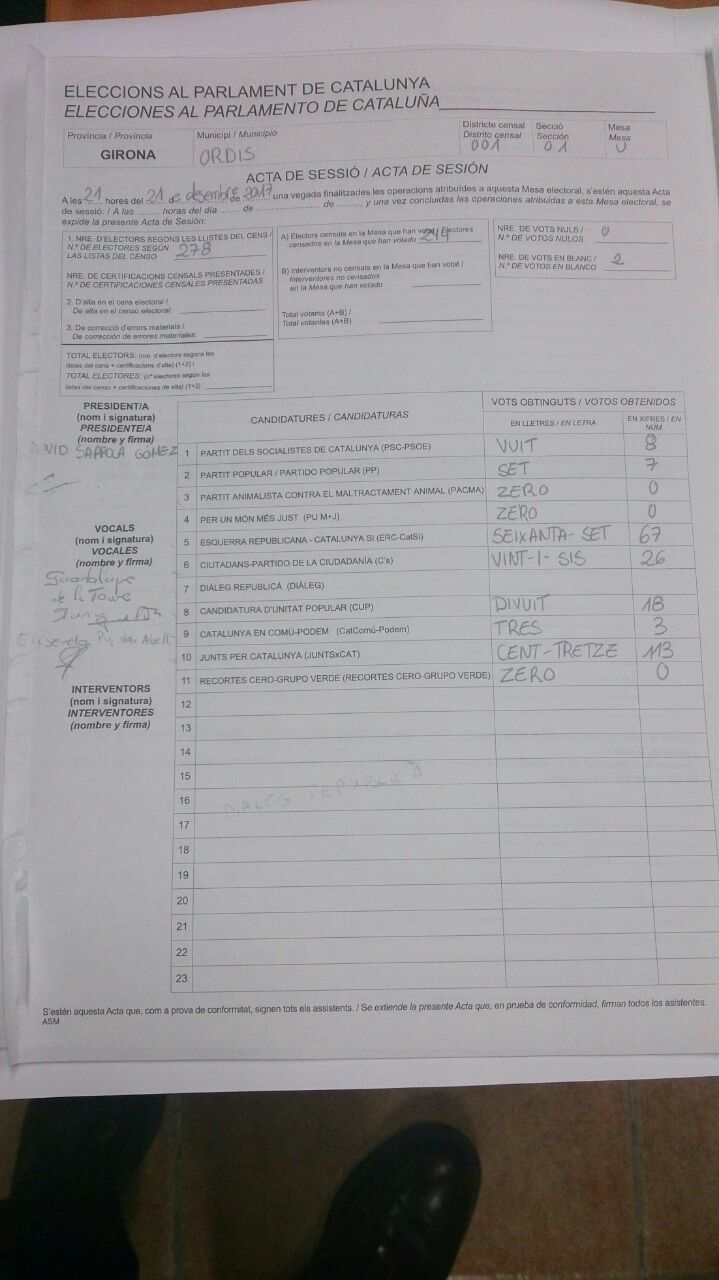 ELECCIONS AL PARLAMENT DE CATALUNYA
ELECCIONES AL PARLAMENTO DE CATALUÑA
Província / Provincia
GIRONA
Municipi / Municipio
ORDIS
Districte censal
Distrito censal
001
Secció
Sección
01
Mesa
Mesa
U
ACTA DE SESSIÓ / ACTA DE SESIÓN
A les 21 hores del 21 de desembre de 2017, una vegada finalitzades les operacions atribuïdes a aquesta Mesa electoral, s'estén aquesta Acta
de sessió: / A las ........ horas del día ........ de ........................ de ........, y una vez concluidas las operaciones atribuidas a esta Mesa electoral, se
expide la presente Acta de Sesión:
1. NRE. D'ELECTORS SEGONS LES LLISTES DEL CENS /
N.º DE ELECTORES SEGÚN
LAS LISTAS DEL CENSO
278
NRE. DE CERTIFICACIONS CENSALS PRESENTADES /
N.º DE CERTIFICACIONES CENSALES PRESENTADAS
2. D'alta en el cens electoral /
De alta en el censo electoral:
3. De correcció d'errors materials /
De corrección de errores materiales:
TOTAL ELECTORS: (nre. d'electors segons les
llistes del cens + certificacions d'alta) (1+2) /
TOTAL ELECTORES: (nº electores según las
listas del censo + certificaciones de alta) (1+2)
A) Electors censats en la Mesa que han votat / Electores
censados en la Mesa que han votado 244
B) Interventors no censats en la Mesa que han votat /
Interventores no censados
en la Mesa que han votado
Total votants (A+B) /
Total votantes (A+B)
NRE. DE VOTS NULS /
N.º DE VOTOS NULOS
0
NRE. DE VOTS EN BLANC /
N.º DE VOTOS EN BLANCO
2
PRESIDENT/A
(nom i signatura)
PRESIDENTE/A
(nombre y firma)
VOCALS
(nom i signatura)
VOCALES
(nombre y firma)
INTERVENTORS
(nom i signatura)
INTERVENTORES
(nombre y firma)
CANDIDATURES / CANDIDATURAS
VOTS OBTINGUTS / VOTOS OBTENIDOS
EN LLETRES / EN LETRA
EN XIFRES / EN NÚM.
1 PARTIT DELS SOCIALISTES DE CATALUNYA (PSC-PSOE) VUIT 8
2 PARTIT POPULAR / PARTIDO POPULAR (PP) SET 7
3 PARTIT ANIMALISTA CONTRA EL MALTRACTAMENT ANIMAL (PACMA) ZERO 0
4 PER UN MÓN MÉS JUST (PU M+J) ZERO 0
5 ESQUERRA REPUBLICANA - CATALUNYA SÍ (ERC-CatSí) SEIXANTA-SET 67
6 CIUTADANS-PARTIDO DE LA CIUDADANÍA (C's) VINT-I-SIS 26
7 DIÀLEG REPUBLICÀ (DIÀLEG)
8 CANDIDATURA D'UNITAT POPULAR (CUP) DIVUIT 18
9 CATALUNYA EN COMÚ-PODEM (CatComú-Podem) TRES 3
10 JUNTS PER CATALUNYA (JUNTSxCAT) CENT-TRETZE 113
11 RECORTES CERO-GRUPO VERDE (RECORTES CERO-GRUPO VERDE) ZERO 0
12
13
14
15
16 DIALEG REPUBLICÀ
17
18
19
20
21
22
23
S'estén aquesta Acta que, com a prova de conformitat, signen tots els assistents. / Se extiende la presente Acta que, en prueba de conformidad, firman todos los asistentes.
ASM